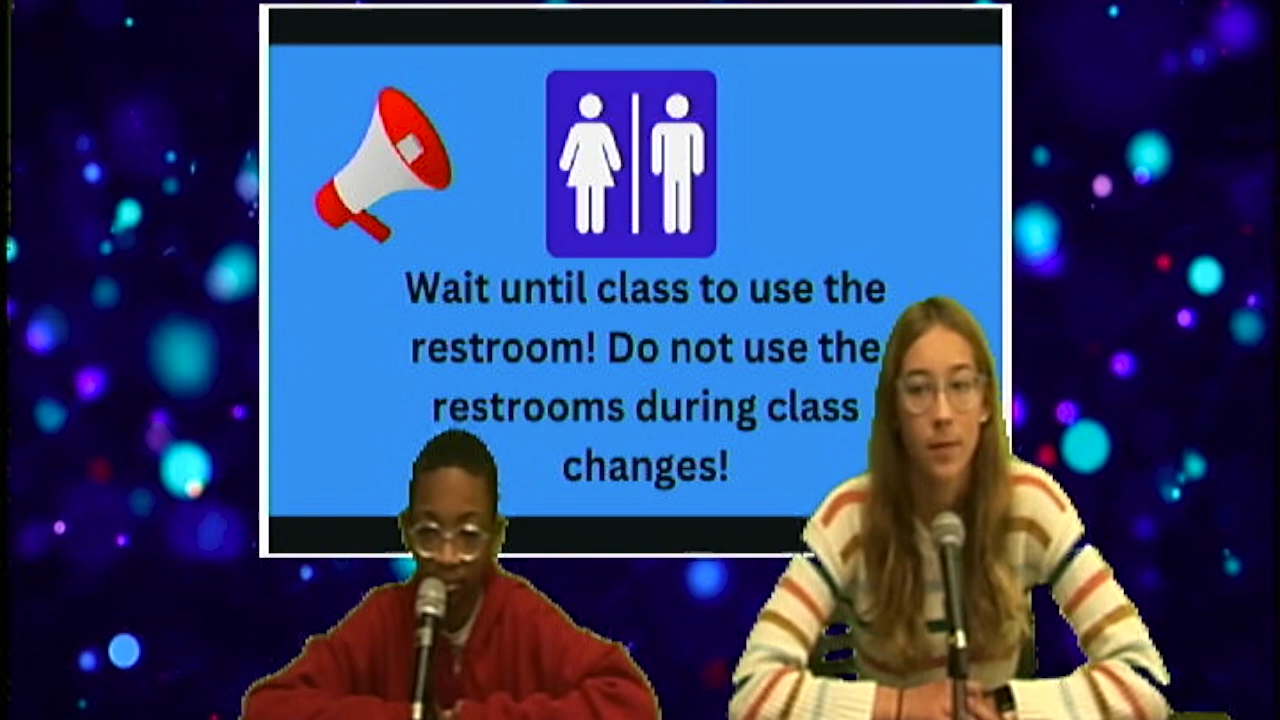 Wait until class to use the
restroom! Do not use the
restrooms during class
changes!